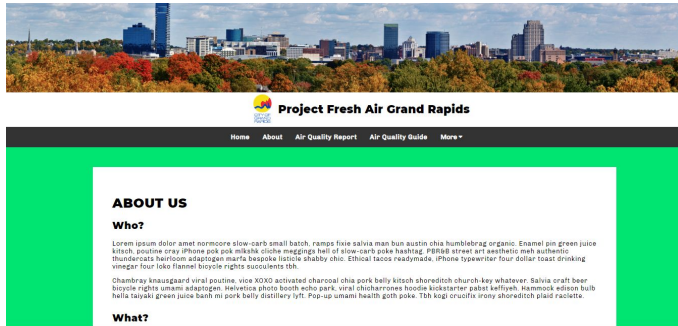 CITY OF
GRAND
RAPIDS
Project Fresh Air Grand Rapids
Home About Air Quality Report Air Quality Guide More
ABOUT US
Who?
Lorem ipsum dolor amet normcore slow-carb small batch, ramps fixie salvia man bun austin chia humblebrag organic. Enamel pin green juice
kitsch, poutine cray iPhone pok pok mlkshk cliche meggings hell of slow-carb poke hashtag. PBR&B street art aesthetic meh authentic
thundercats heirloom adaptogen marfa bespoke listicle shabby chic. Ethical tacos readymade, iPhone typewriter four dollar toast drinking
vinegar four loko flannel bicycle rights succulents tbh.
Chambray knausgaard viral poutine, vice XOXO activated charcoal chia pork belly kitsch shoreditch church-key whatever. Salvia craft beer
bicycle rights umami adaptogen. Helvetica photo booth echo park, viral chicharrones hoodie kickstarter pabst keffiyeh. Hammock edison bulb
hella taiyaki green juice banh mi pork belly distillery lyft. Pop-up umami health goth poke. Tbh kogi crucifix irony shoreditch plaid raclette.
What?